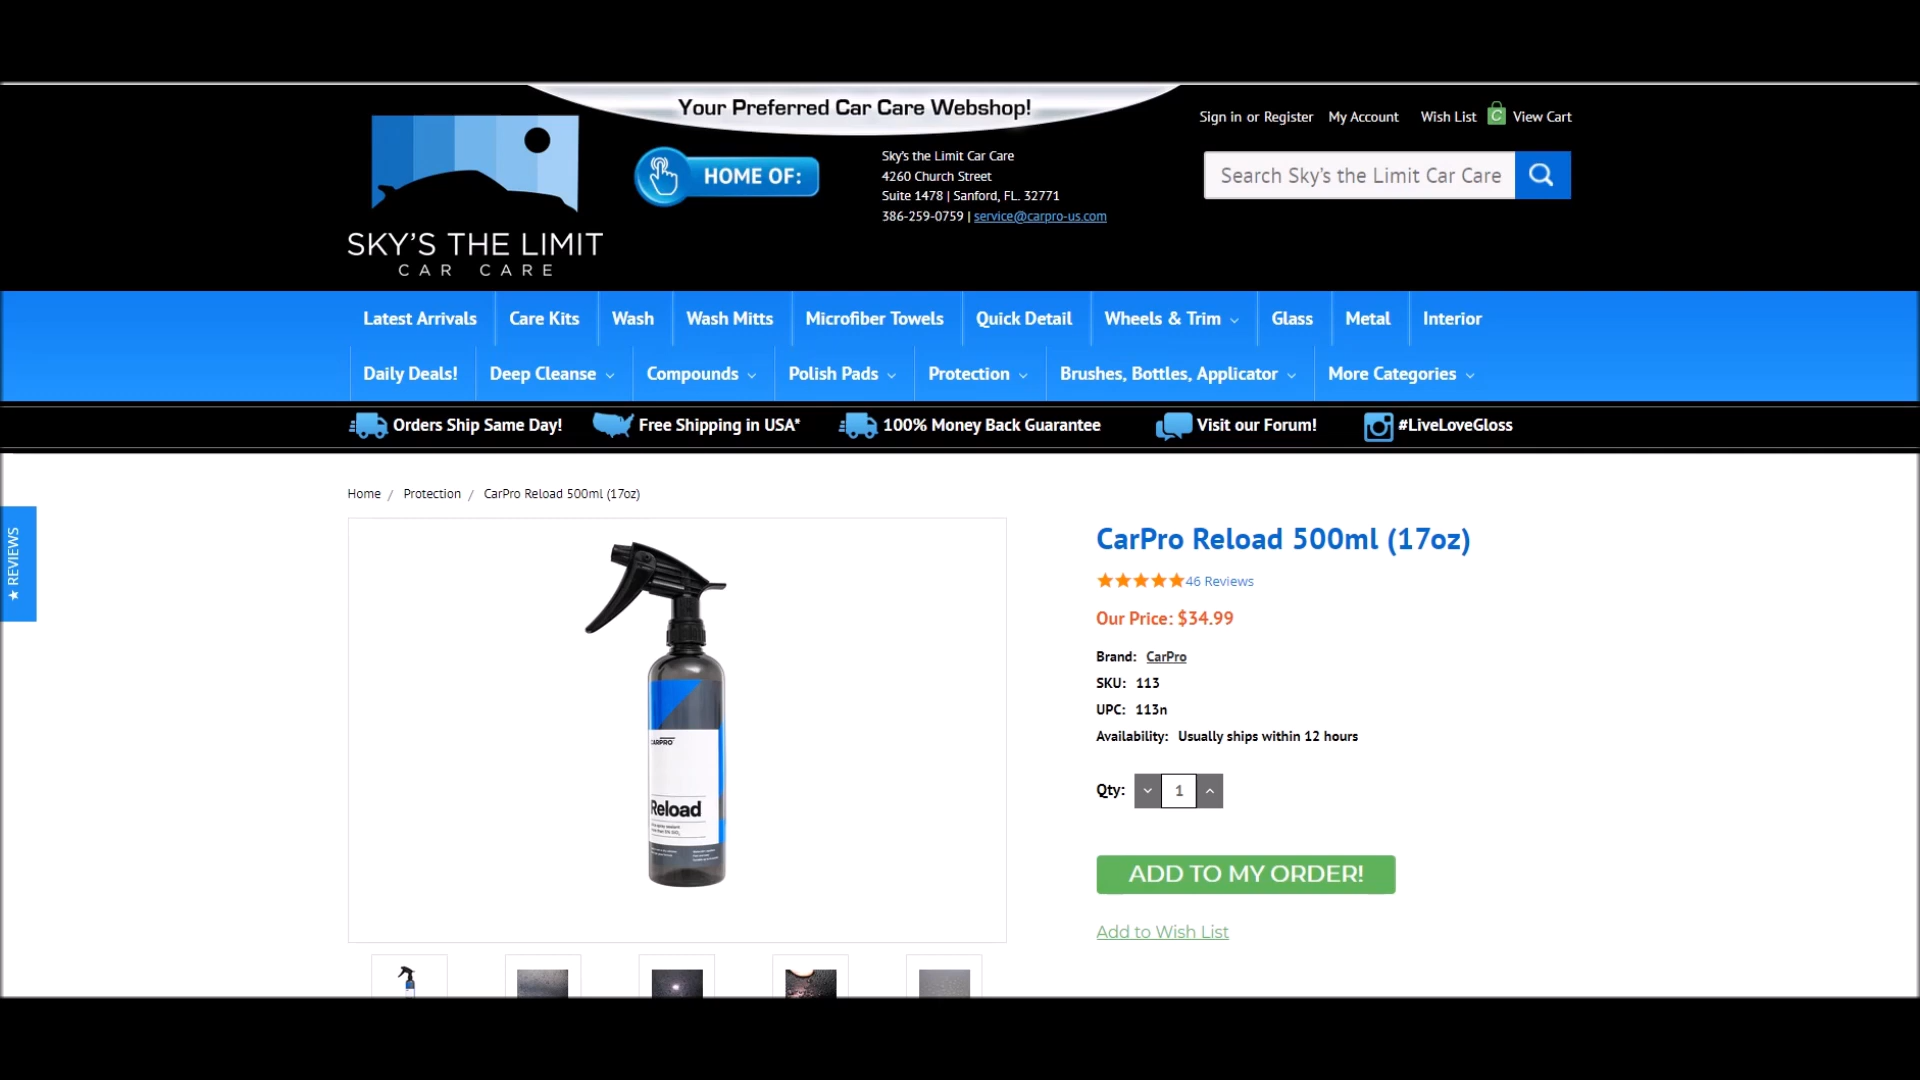 Your Preferred Car Care Webshop!
Sign in or Register My Account Wish List C View Cart
SKY'S THE LIMIT
CAR CARE
HOME OF:
Sky's the Limit Car Care
4260 Church Street
Suite 1478 | Sanford, FL. 32771
386-259-0759 | service@carpro-us.com
Search Sky's the Limit Car Care
Latest Arrivals Care Kits Wash Wash Mitts Microfiber Towels Quick Detail Wheels & Trim Glass Metal Interior
Daily Deals! Deep Cleanse Compounds Polish Pads Protection Brushes, Bottles, Applicator More Categories
Orders Ship Same Day! Free Shipping in USA* 100% Money Back Guarantee Visit our Forum! #LiveLoveGloss
Home / Protection / CarPro Reload 500ml (17oz)
★ REVIEWS
CARPRO
Reload
CarPro Reload 500ml (17oz)
46 Reviews
Our Price: $34.99
Brand: CarPro
SKU: 113
UPC: 113n
Availability: Usually ships within 12 hours
Qty: 1
ADD TO MY ORDER!
Add to Wish List